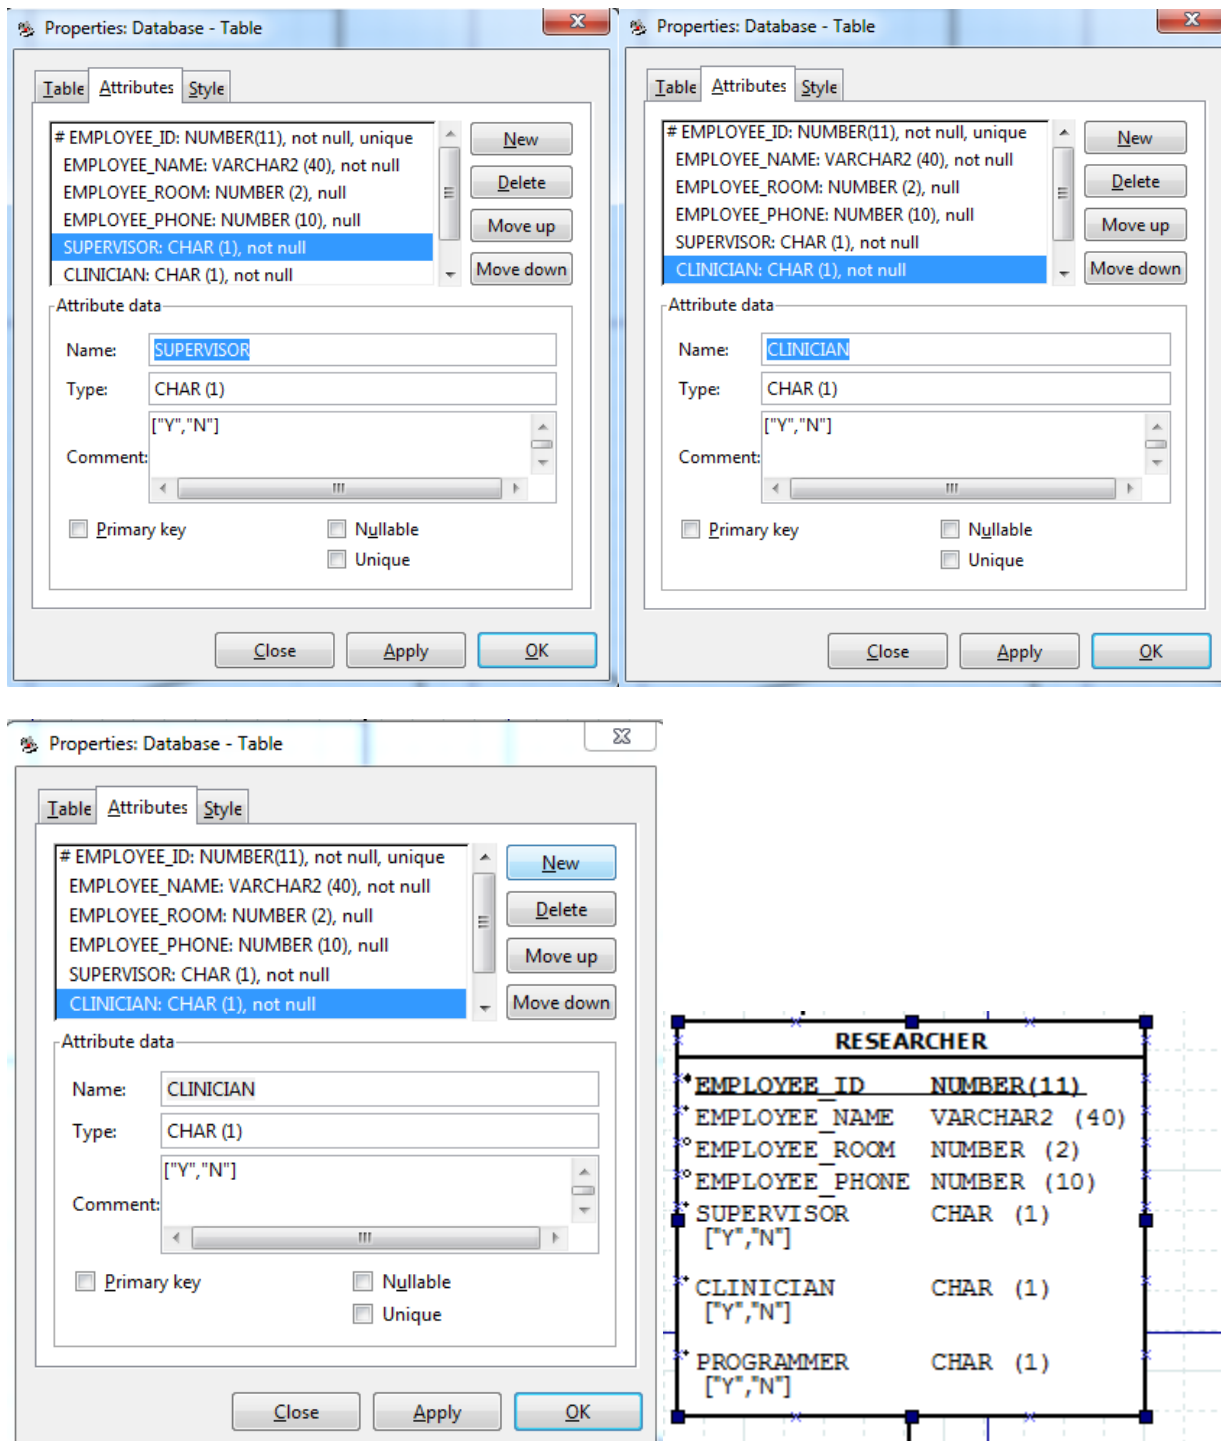 Properties: Database - Table
Table Attributes Style
# EMPLOYEE_ID: NUMBER(11), not null, unique
EMPLOYEE_NAME: VARCHAR2 (40), not null
EMPLOYEE_ROOM: NUMBER (2), null
EMPLOYEE_PHONE: NUMBER (10), null
SUPERVISOR: CHAR (1), not null
CLINICIAN: CHAR (1), not null
New
Delete
Move up
Move down
Attribute data
Name: SUPERVISOR
Type: CHAR (1)
Comment: ["Y","N"]
Primary key Nullable
Unique
Close Apply OK
Properties: Database - Table
Table Attributes Style
# EMPLOYEE_ID: NUMBER(11), not null, unique
EMPLOYEE_NAME: VARCHAR2 (40), not null
EMPLOYEE_ROOM: NUMBER (2), null
EMPLOYEE_PHONE: NUMBER (10), null
SUPERVISOR: CHAR (1), not null
CLINICIAN: CHAR (1), not null
New
Delete
Move up
Move down
Attribute data
Name: CLINICIAN
Type: CHAR (1)
Comment: ["Y","N"]
Primary key Nullable
Unique
Close Apply OK
Properties: Database - Table
Table Attributes Style
# EMPLOYEE_ID: NUMBER(11), not null, unique
EMPLOYEE_NAME: VARCHAR2 (40), not null
EMPLOYEE_ROOM: NUMBER (2), null
EMPLOYEE_PHONE: NUMBER (10), null
SUPERVISOR: CHAR (1), not null
CLINICIAN: CHAR (1), not null
New
Delete
Move up
Move down
Attribute data
Name: CLINICIAN
Type: CHAR (1)
Comment: ["Y","N"]
Primary key Nullable
Unique
Close Apply OK
RESEARCHER
EMPLOYEE_ID NUMBER(11)
EMPLOYEE_NAME VARCHAR2 (40)
EMPLOYEE_ROOM NUMBER (2)
EMPLOYEE_PHONE NUMBER (10)
SUPERVISOR CHAR (1)
["Y","N"]
CLINICIAN CHAR (1)
["Y","N"]
PROGRAMMER CHAR (1)
["Y","N"]